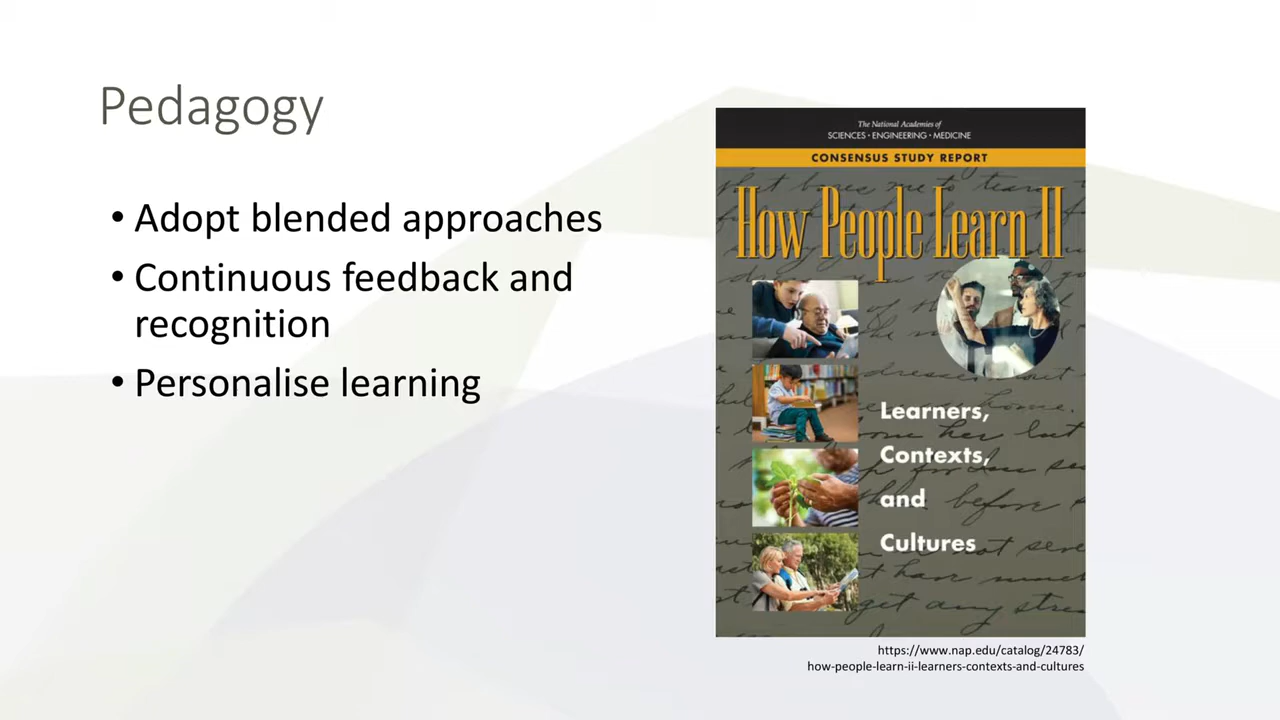 Pedagogy
• Adopt blended approaches
• Continuous feedback and
recognition
• Personalise learning
The National Academies of
SCIENCES • ENGINEERING • MEDICINE
CONSENSUS STUDY REPORT
How People Learn II
Learners,
Contexts,
and
Cultures
https://www.nap.edu/catalog/24783/
how-people-learn-ii-learners-contexts-and-cultures